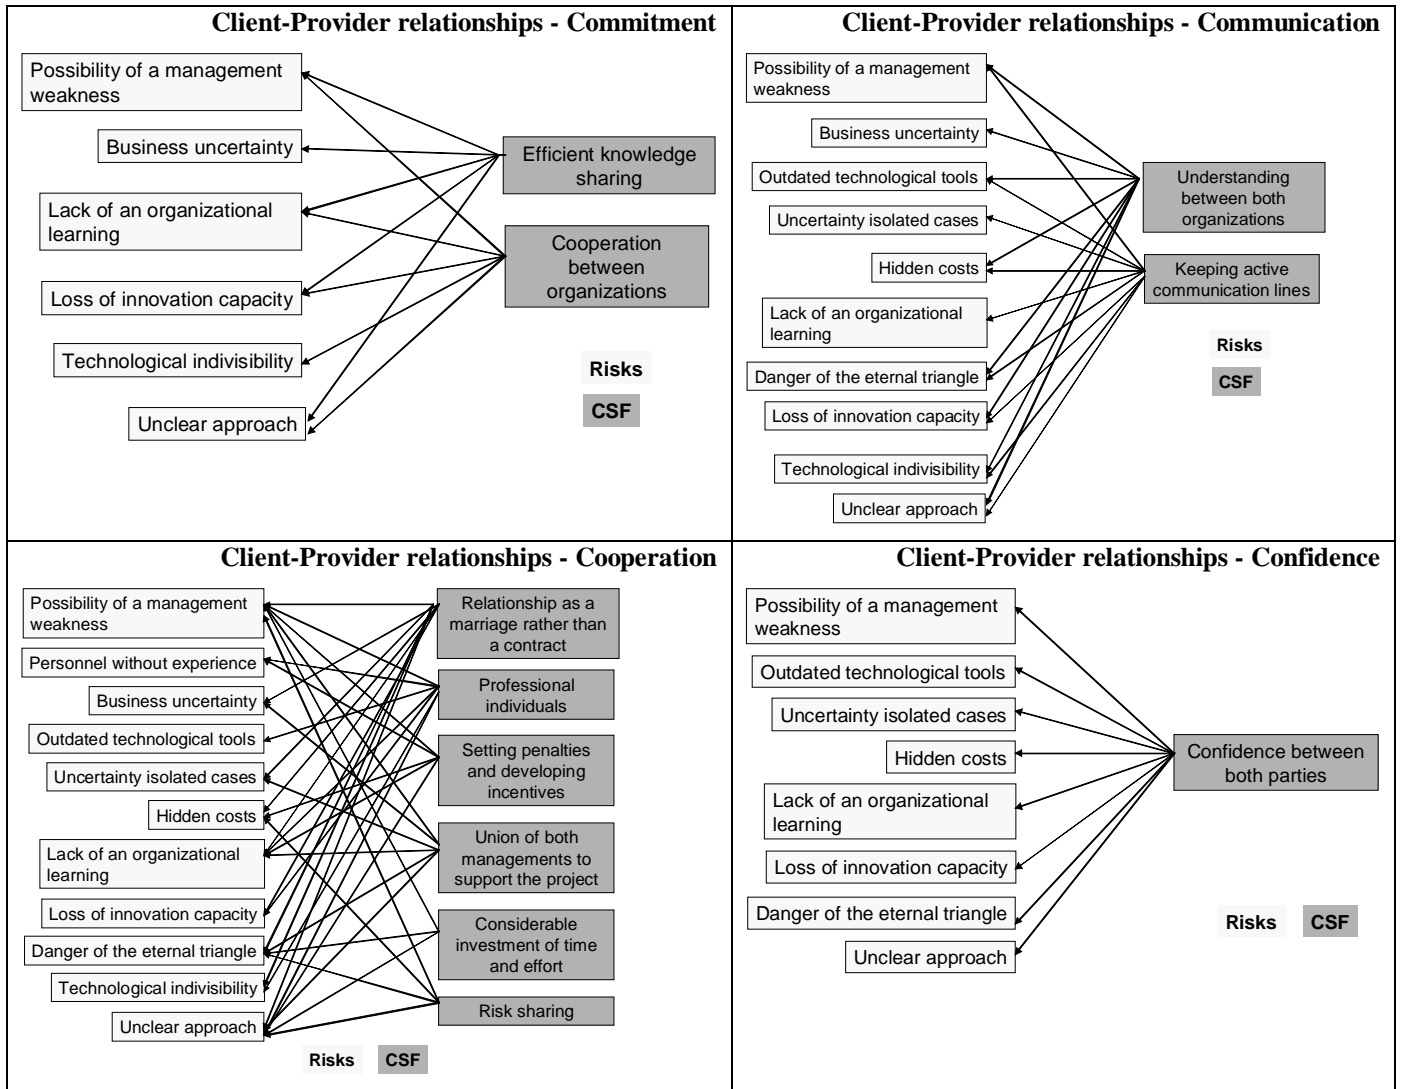 Client-Provider relationships - Commitment
Possibility of a management
weakness
Business uncertainty
Lack of an organizational
learning
Loss of innovation capacity
Technological indivisibility
Unclear approach
Efficient knowledge
sharing
Cooperation
between
organizations
Risks
CSF
Client-Provider relationships - Communication
Possibility of a management
weakness
Business uncertainty
Outdated technological tools
Uncertainty isolated cases
Hidden costs
Lack of an organizational
learning
Danger of the eternal triangle
Loss of innovation capacity
Technological indivisibility
Unclear approach
Understanding
between both
organizations
Keeping active
communication lines
Risks
CSF
Client-Provider relationships - Cooperation
Possibility of a management
weakness
Personnel without experience
Business uncertainty
Outdated technological tools
Uncertainty isolated cases
Hidden costs
Lack of an organizational
learning
Loss of innovation capacity
Danger of the eternal triangle
Technological indivisibility
Unclear approach
Relationship as a
marriage rather than
a contract
Professional
individuals
Setting penalties
and developing
incentives
Union of both
managements to
support the project
Considerable
investment of time
and effort
Risk sharing
Risks
CSF
Client-Provider relationships - Confidence
Possibility of a management
weakness
Outdated technological tools
Uncertainty isolated cases
Hidden costs
Lack of an organizational
learning
Loss of innovation capacity
Danger of the eternal triangle
Unclear approach
Confidence between
both parties
Risks
CSF